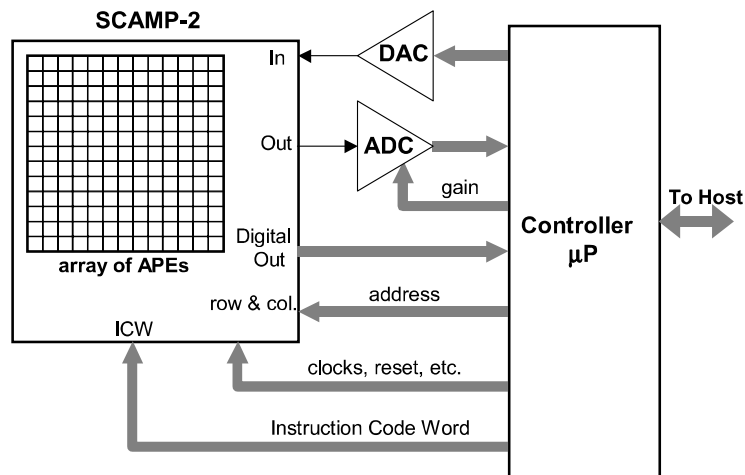 SCAMP-2
In
DAC
Out
ADC
gain
To Host
Controller
µP
Digital
Out
array of APEs
row & col.
address
ICW
clocks, reset, etc.
Instruction Code Word